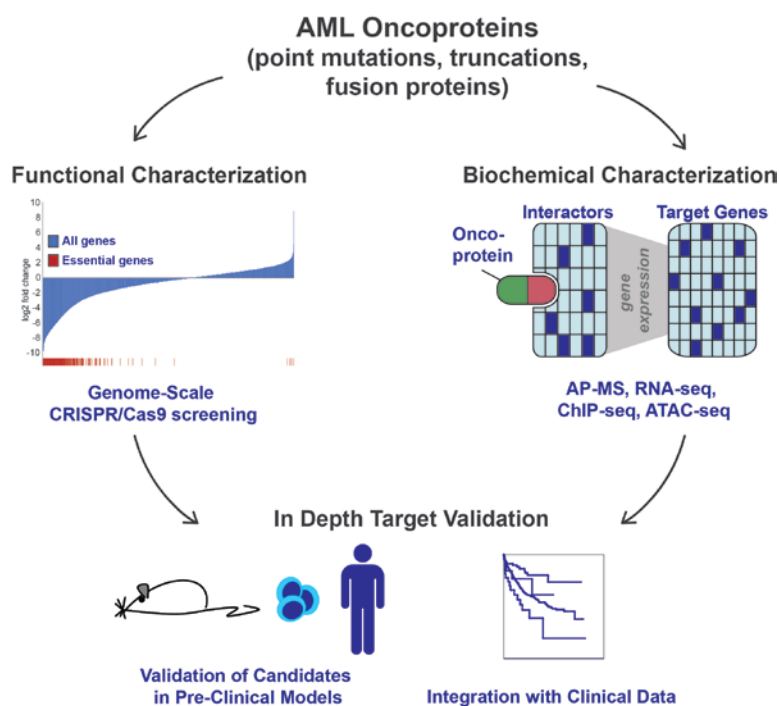 AML Oncoproteins
(point mutations, truncations,
fusion proteins)
Functional Characterization
10
8
6
4
2
0
-2
-4
-6
-8
-10
log2 fold change
All genes
Essential genes
Genome-Scale
CRISPR/Cas9 screening
Biochemical Characterization
Interactors
Target Genes
Onco-
protein
gene
expression
AP-MS, RNA-seq,
ChIP-seq, ATAC-seq
In Depth Target Validation
Validation of Candidates
in Pre-Clinical Models
Integration with Clinical Data